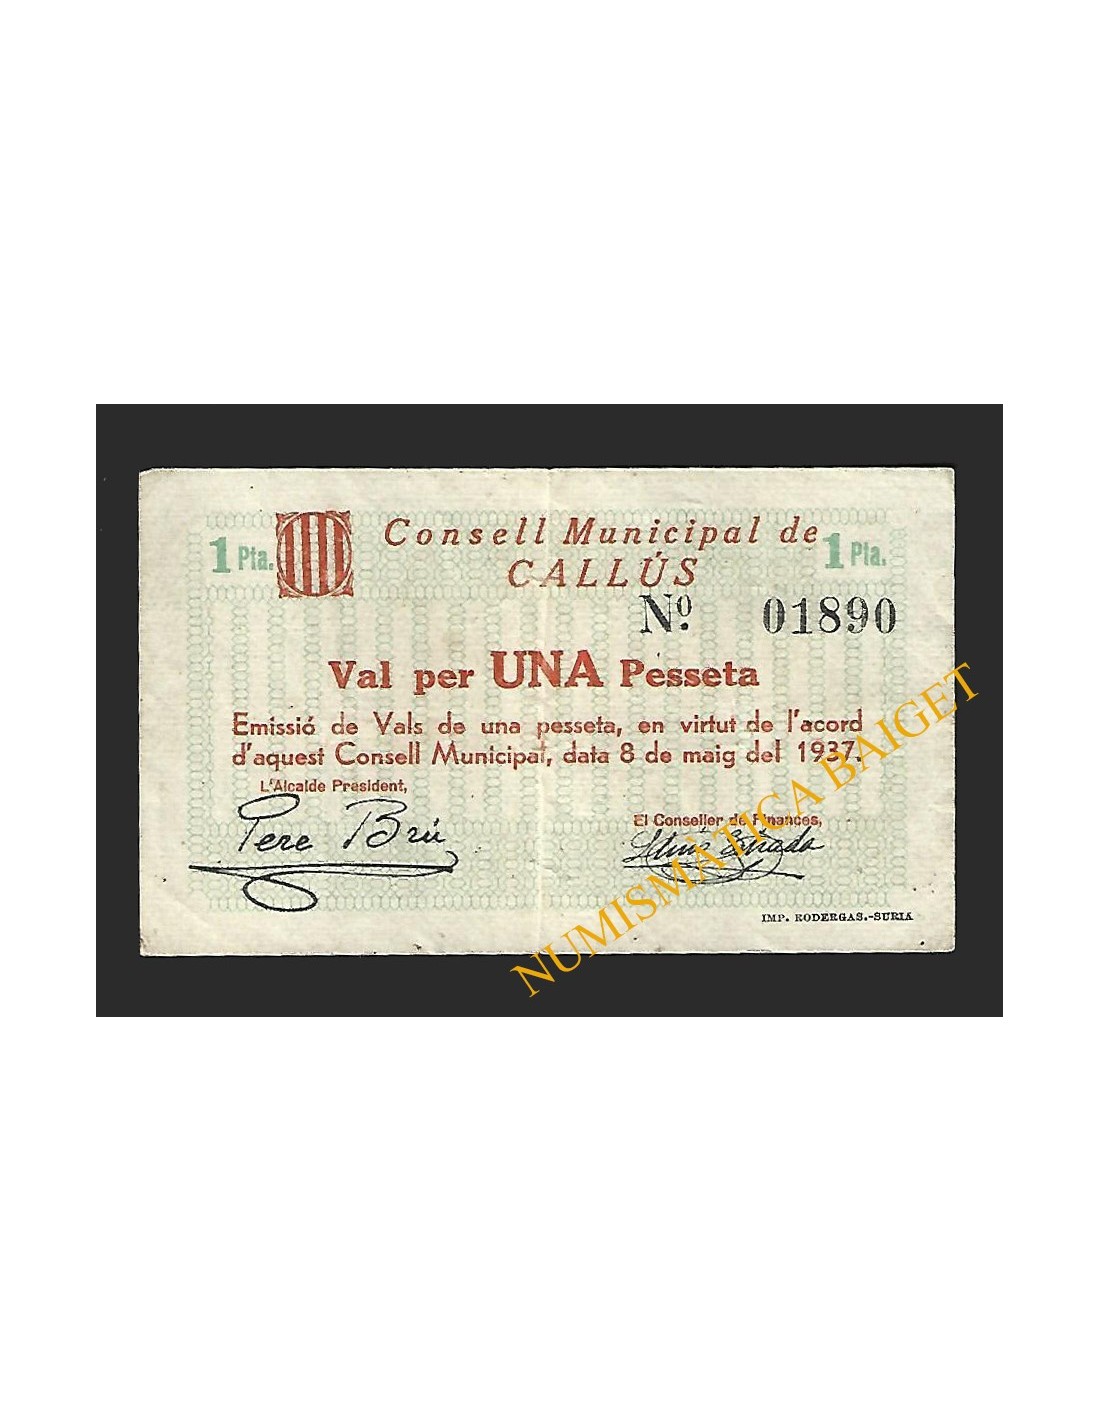 Consell Municipal de
CALLÚS
1 Pta.
1 Pta.
Nº. 01890
Val per UNA Pesseta
Emissió de Vals de una pesseta, en virtut de l'acord
d'aquest Consell Municipal, data 8 de maig del 1937.
L'Alcalde President,
Pere Brú
El Conseller de Finances,
Lluís Estrada
IMP. RODERGAS.-SURIA
NUMISMÀTICA BAIGET